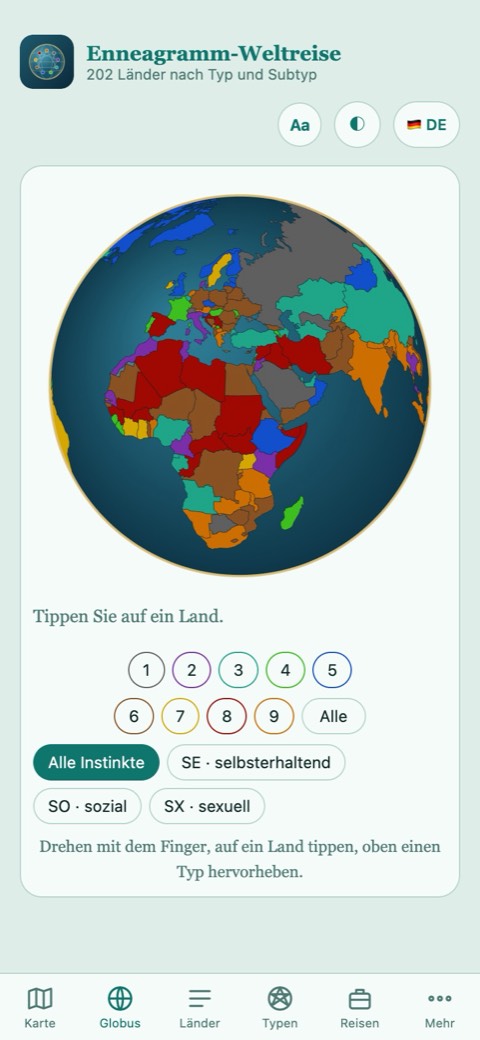 Enneagramm-Weltreise
202 Länder nach Typ und Subtyp
Aa
DE
Tippen Sie auf ein Land.
1 2 3 4 5
6 7 8 9 Alle
Alle Instinkte SE · selbsterhaltend
SO · sozial SX · sexuell
Drehen mit dem Finger, auf ein Land tippen, oben einen
Typ hervorheben.
Karte Globus Länder Typen Reisen Mehr